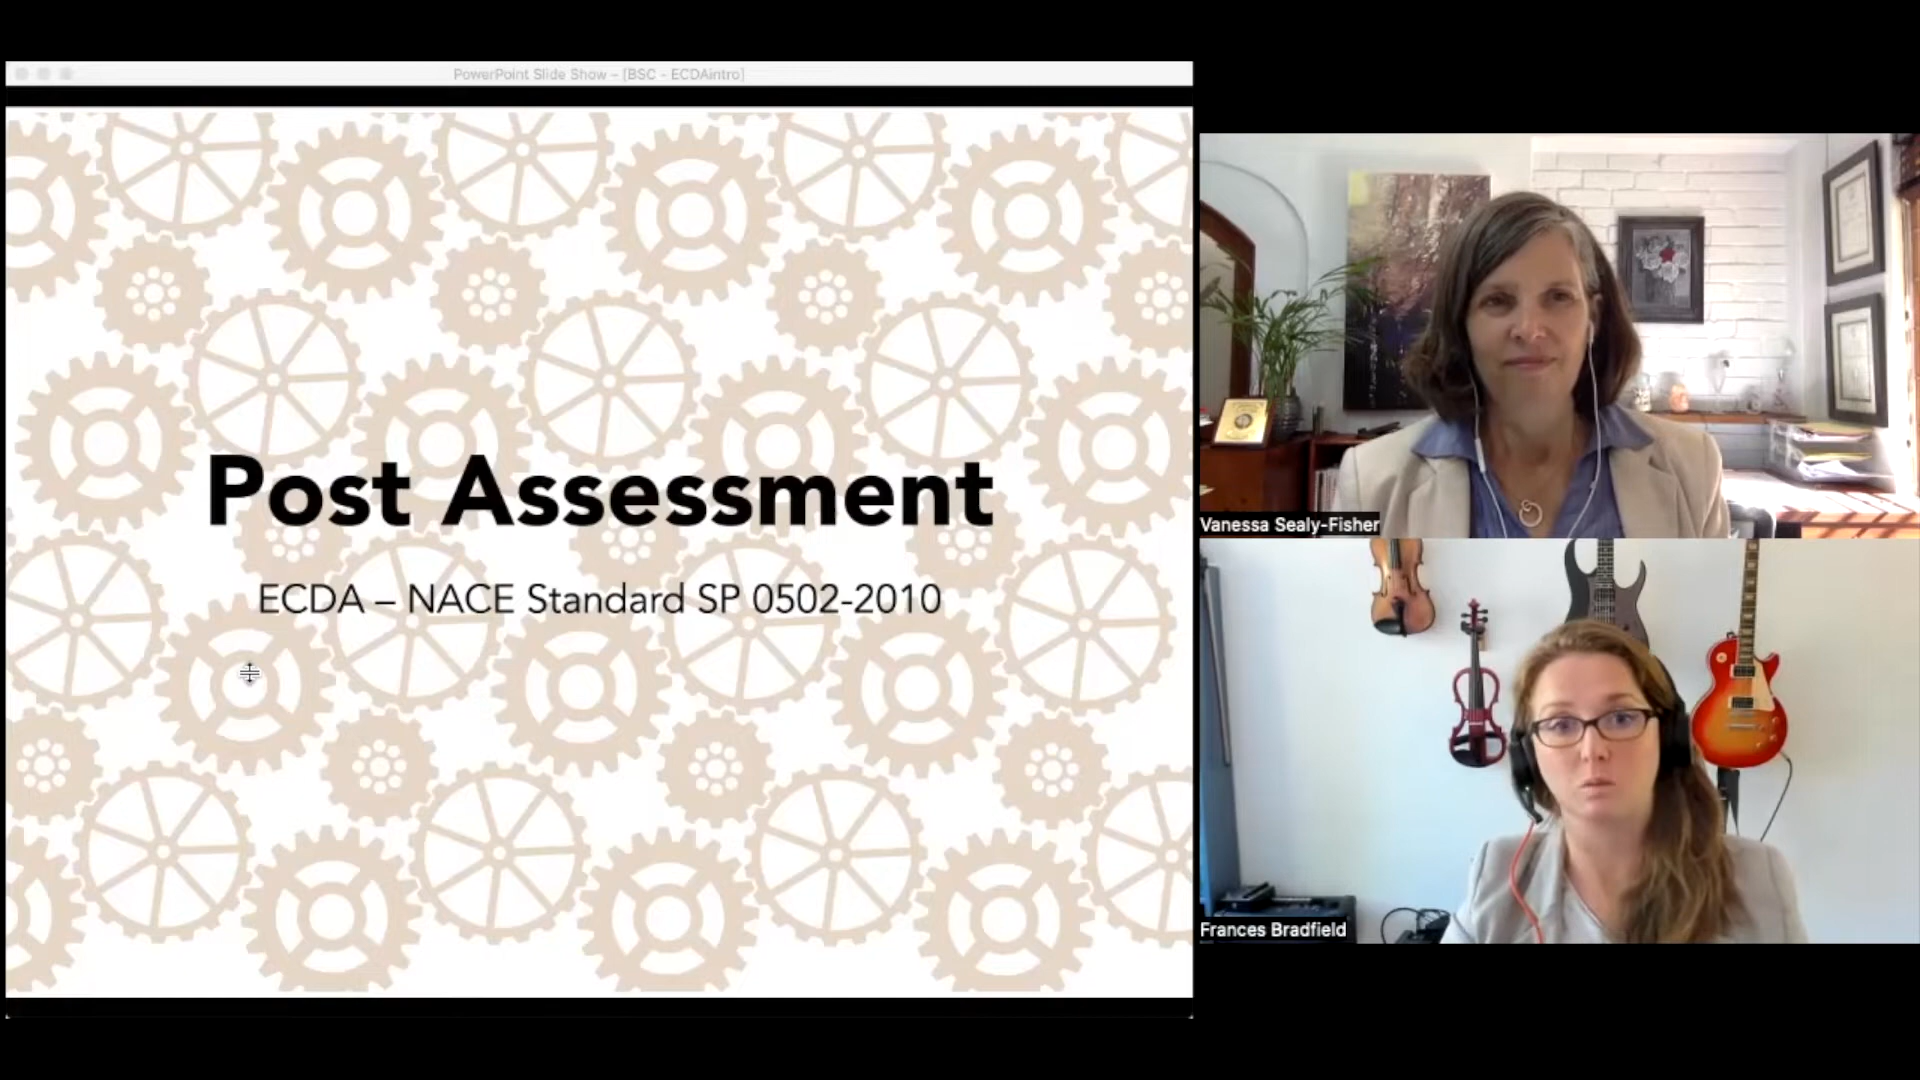 PowerPoint Slide Show – [BSC - ECDAintro]
Post Assessment
ECDA – NACE Standard SP 0502-2010
Vanessa Sealy-Fisher
Frances Bradfield